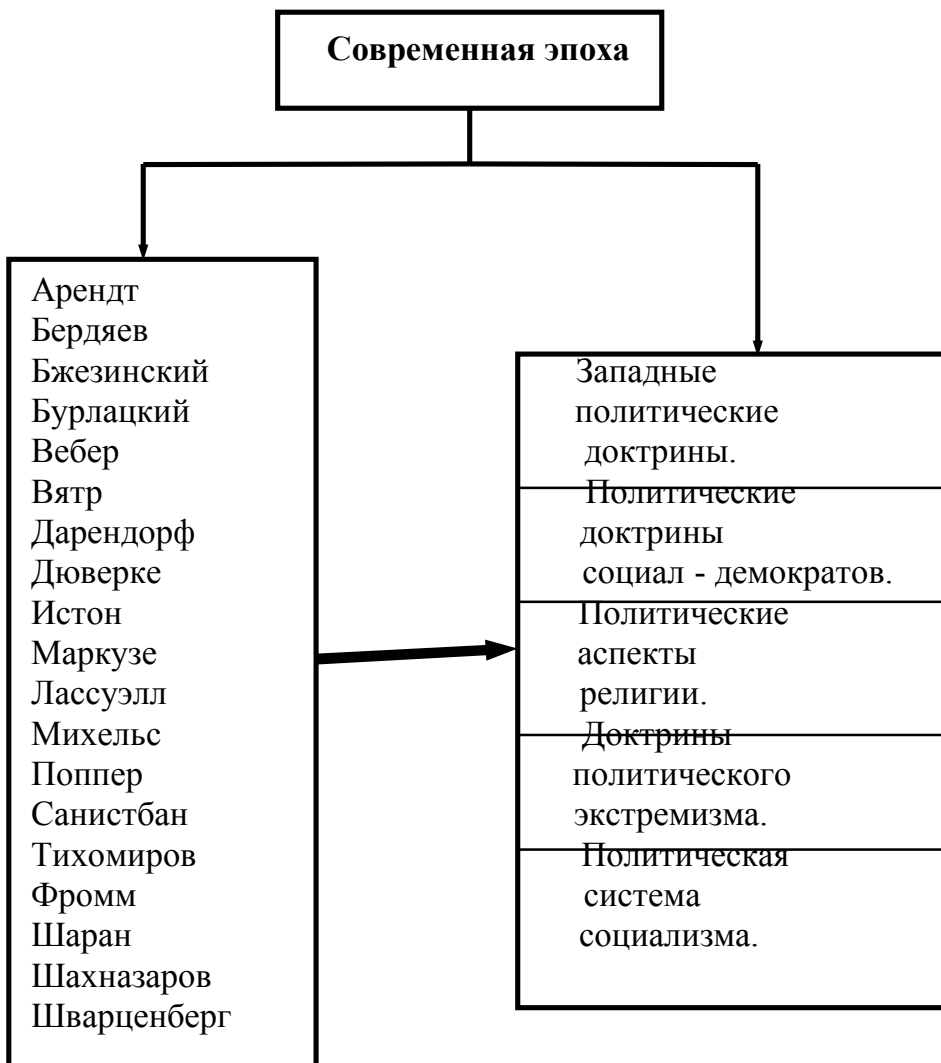 Современная эпоха
Арендт
Бердяев
Бжезинский
Бурлацкий
Вебер
Вятр
Дарендорф
Дюверке
Истон
Маркузе
Лассуэлл
Михельс
Поппер
Санистбан
Тихомиров
Фромм
Шаран
Шахназаров
Шварценберг
Западные
политические
доктрины.
Политические
доктрины
социал - демократов.
Политические
аспекты
религии.
Доктрины
политического
экстремизма.
Политическая
система
социализма.